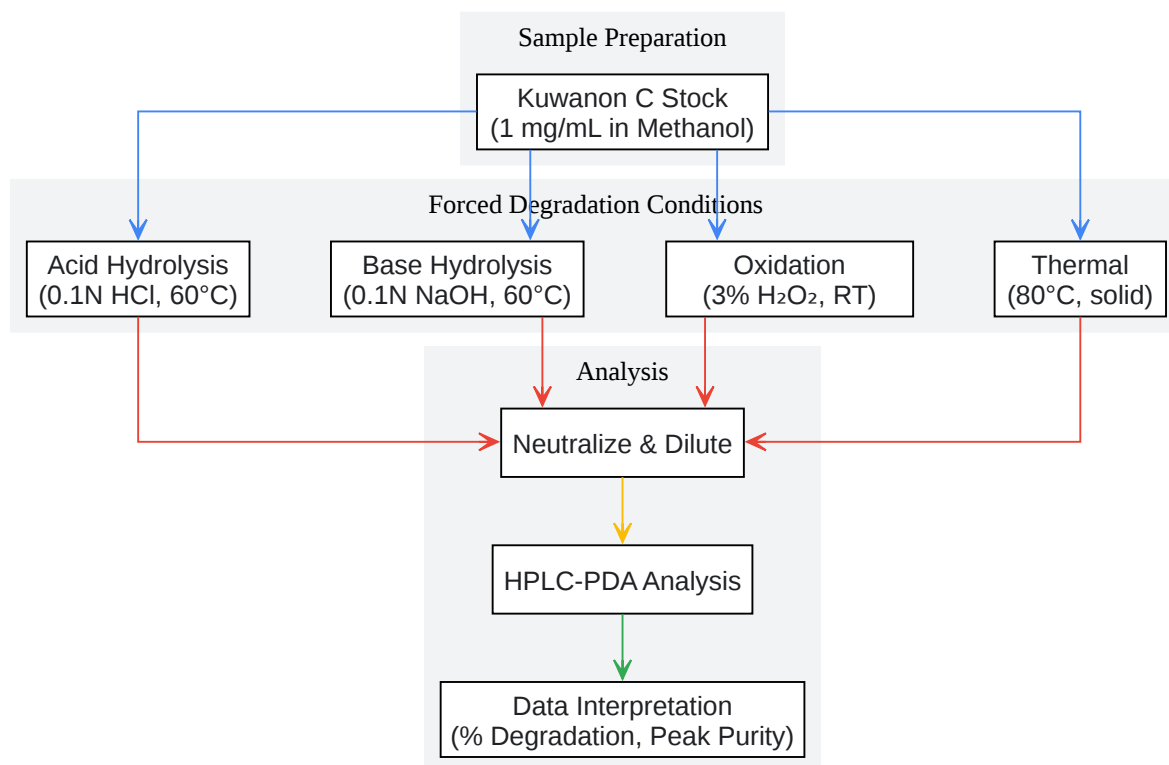 Sample Preparation
Kuwanon C Stock
(1 mg/mL in Methanol)
Forced Degradation Conditions
Acid Hydrolysis
(0.1N HCl, 60°C)
Base Hydrolysis
(0.1N NaOH, 60°C)
Oxidation
(3% H₂O₂, RT)
Thermal
(80°C, solid)
Analysis
Neutralize & Dilute
HPLC-PDA Analysis
Data Interpretation
(% Degradation, Peak Purity)